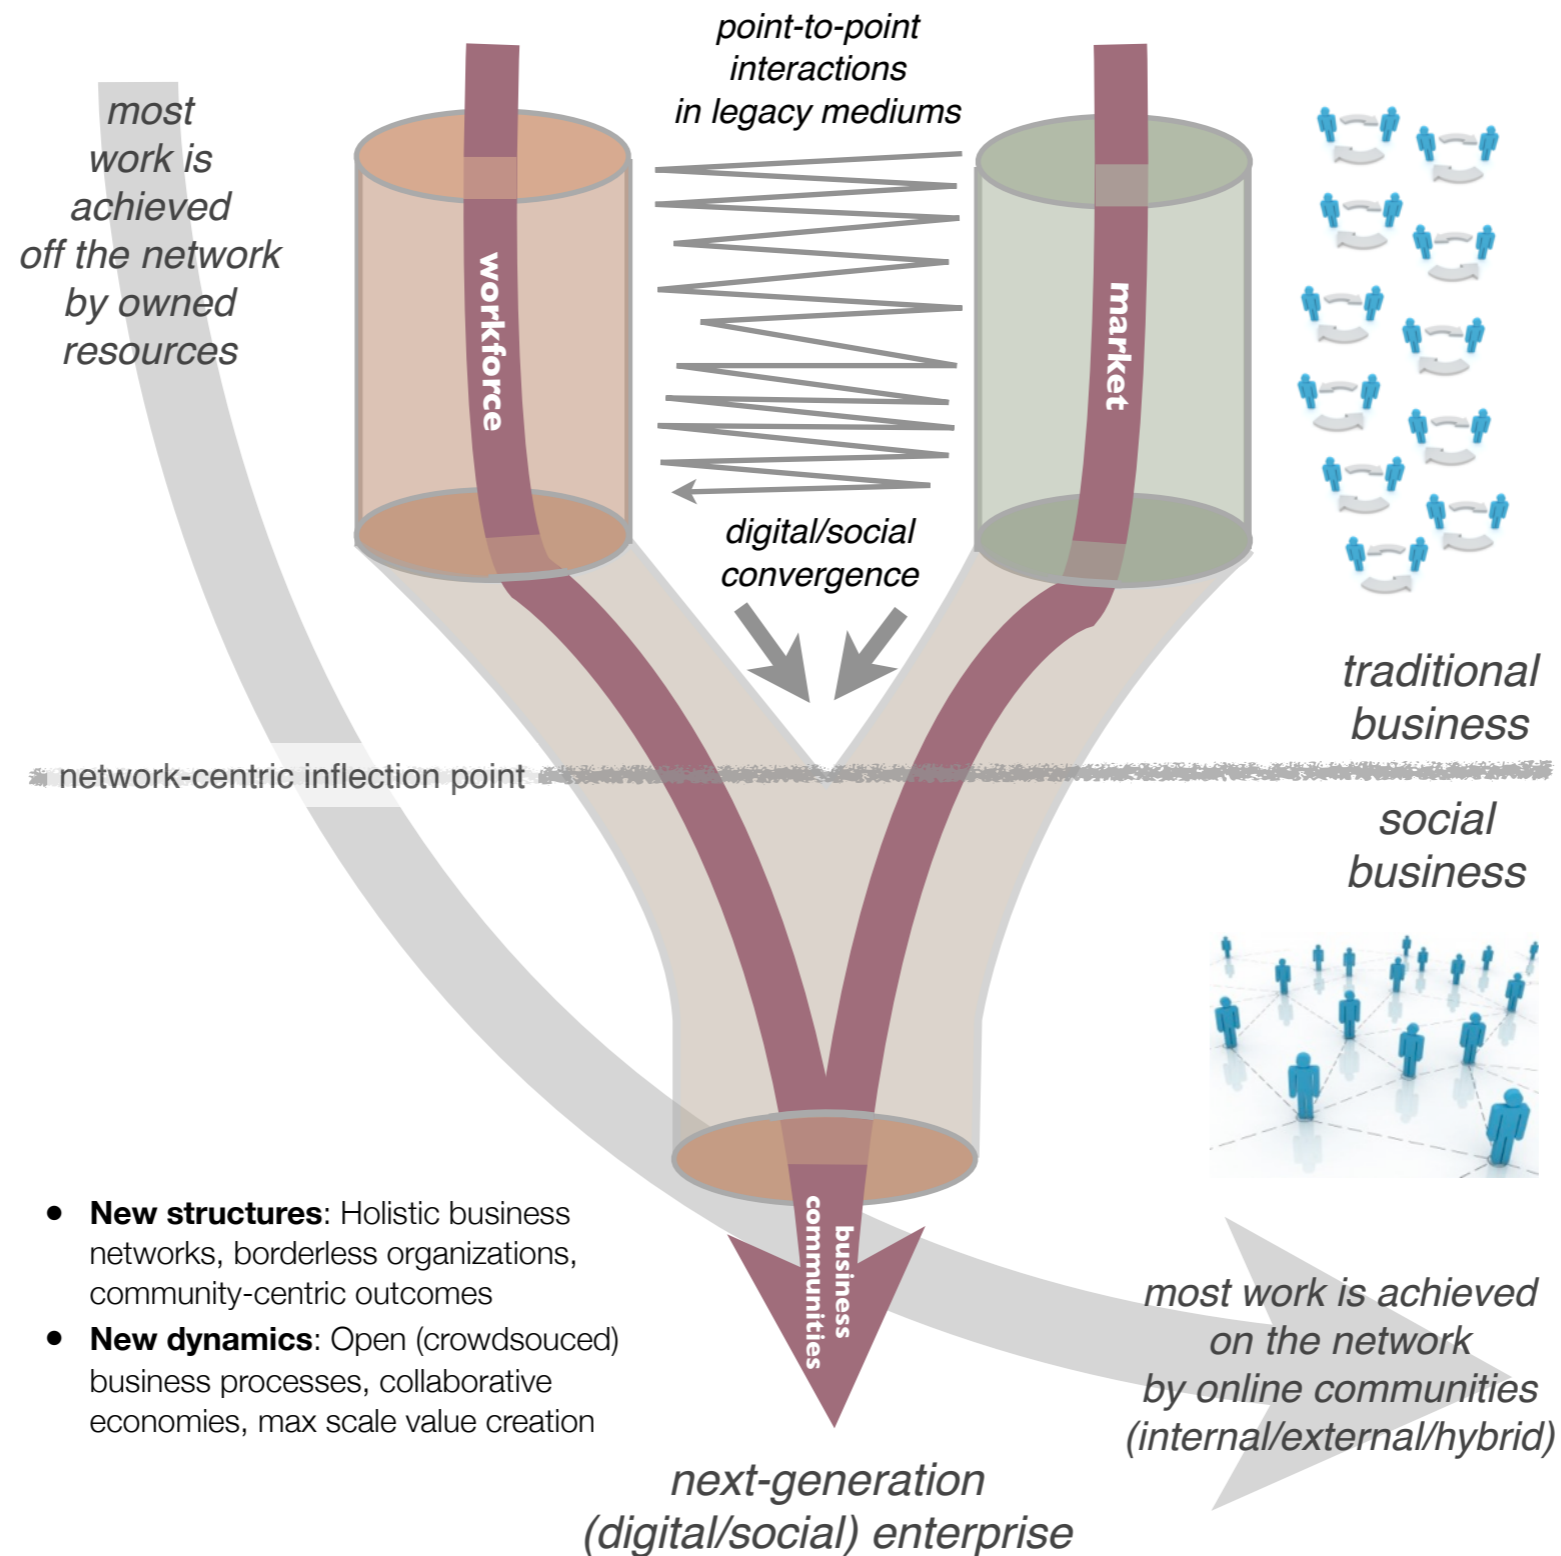 point-to-point
interactions
in legacy mediums
most
work is
achieved
off the network
by owned
resources
workforce
market
digital/social
convergence
traditional
business
network-centric inflection point
social
business
business
communities
• New structures: Holistic business
networks, borderless organizations,
community-centric outcomes
• New dynamics: Open (crowdsouced)
business processes, collaborative
economies, max scale value creation
most work is achieved
on the network
by online communities
(internal/external/hybrid)
next-generation
(digital/social) enterprise